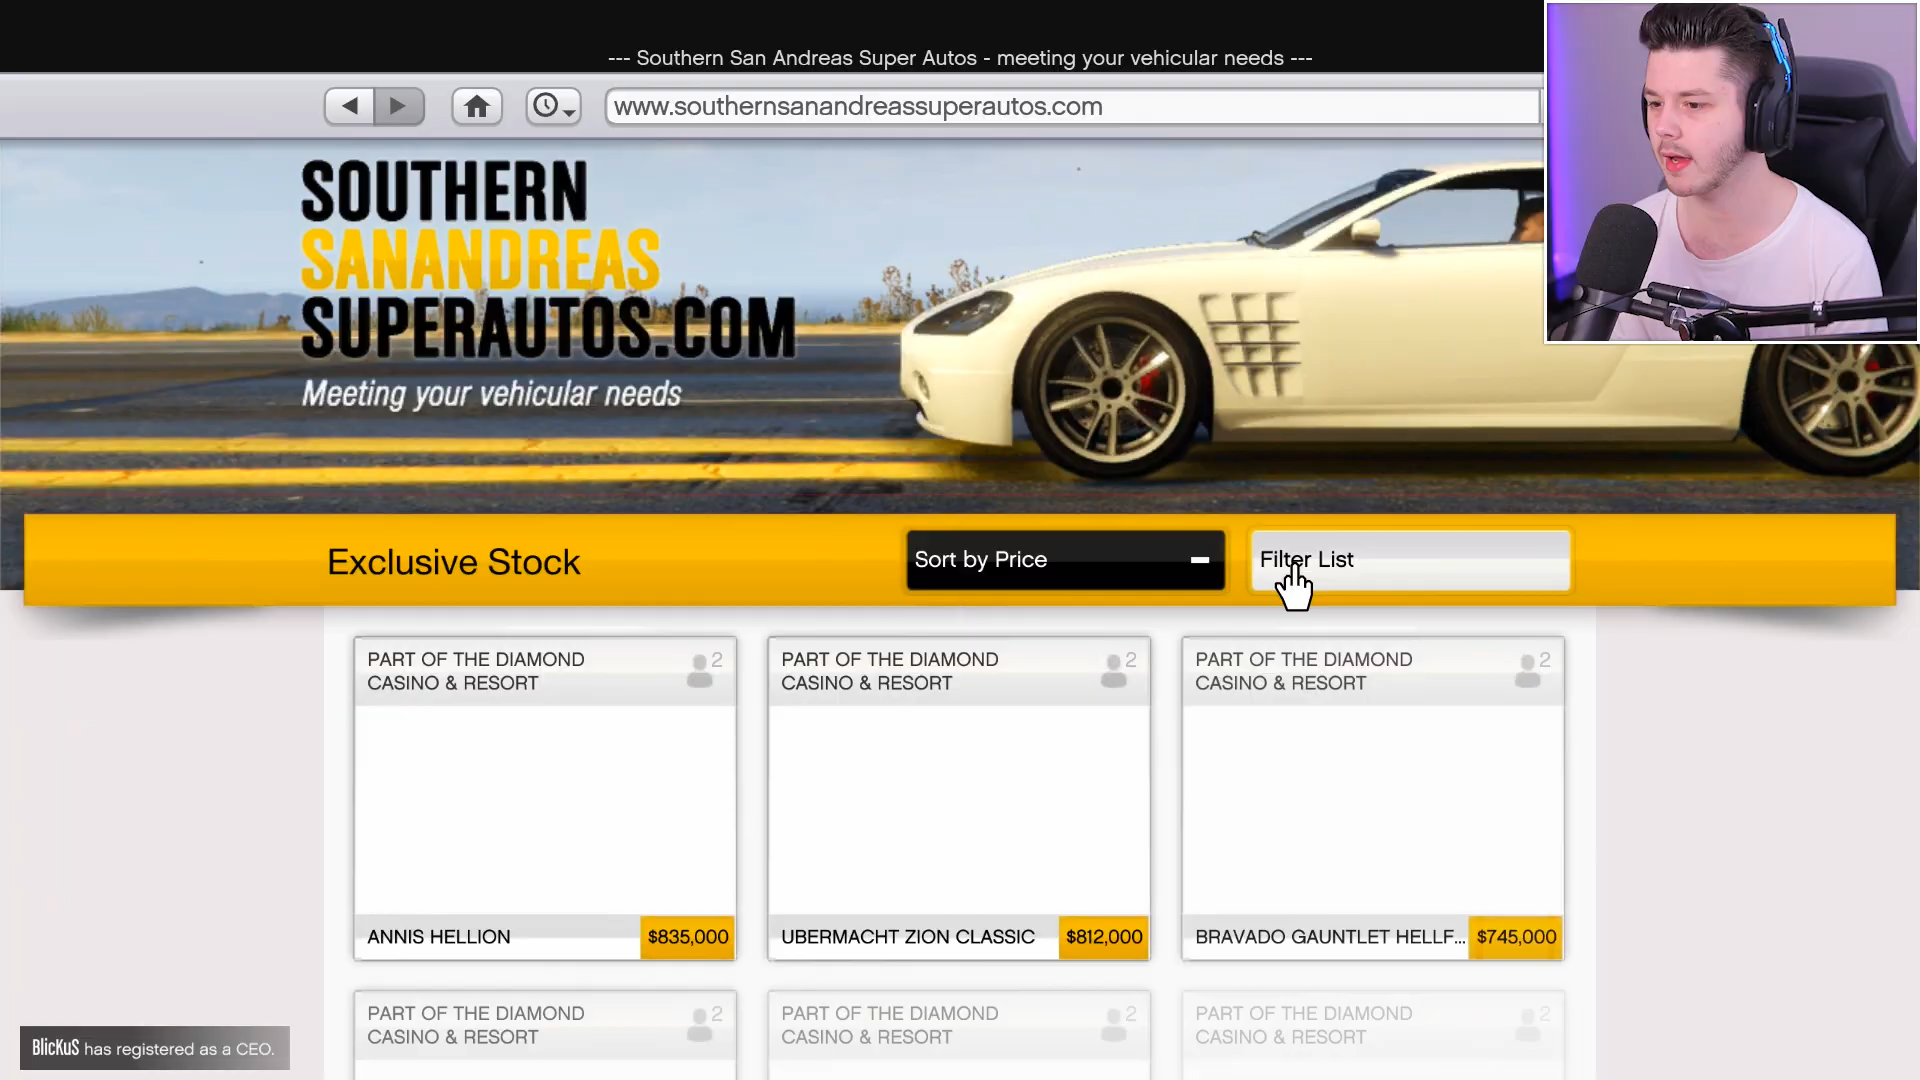 --- Southern San Andreas Super Autos - meeting your vehicular needs ---
www.southernsanandreassuperautos.com
SOUTHERN
SANANDREAS
SUPERAUTOS.COM
Meeting your vehicular needs
Exclusive Stock
Sort by Price
Filter List
PART OF THE DIAMOND
CASINO & RESORT
2
PART OF THE DIAMOND
CASINO & RESORT
2
PART OF THE DIAMOND
CASINO & RESORT
2
ANNIS HELLION $835,000
UBERMACHT ZION CLASSIC $812,000
BRAVADO GAUNTLET HELLF... $745,000
PART OF THE DIAMOND
CASINO & RESORT
2
PART OF THE DIAMOND
CASINO & RESORT
2
PART OF THE DIAMOND
CASINO & RESORT
2
BlicKuS has registered as a CEO.